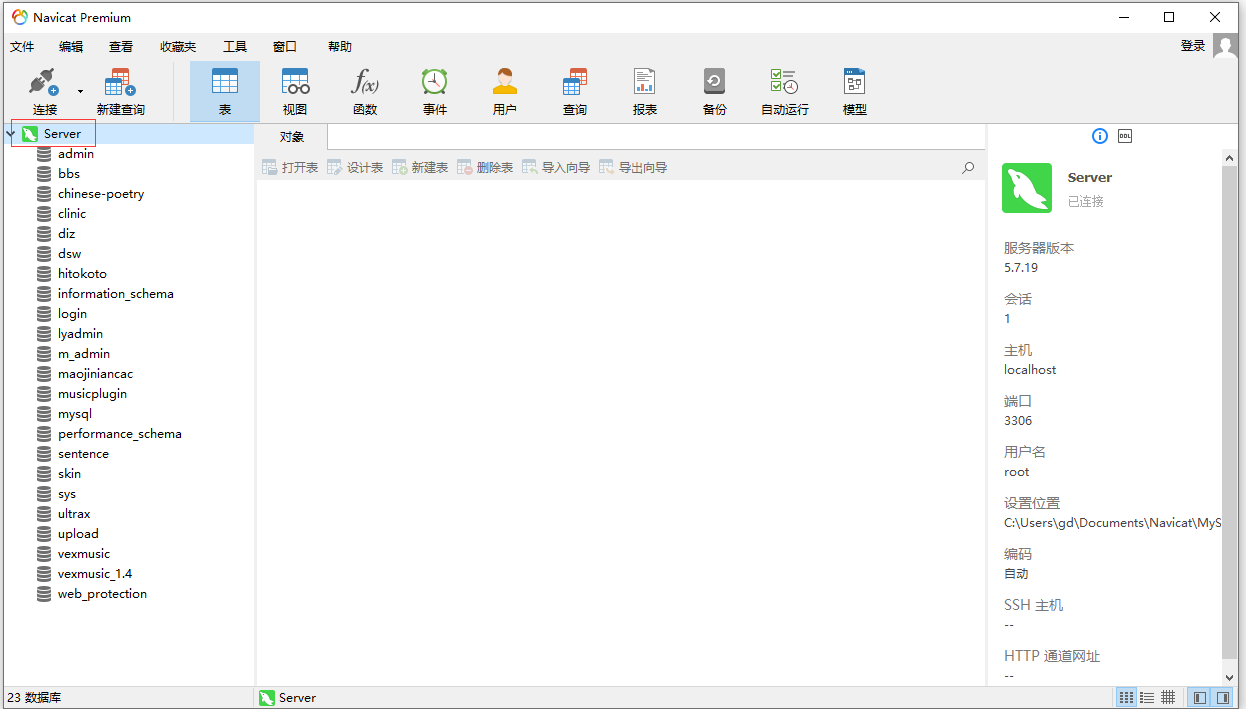 Navicat Premium
文件 编辑 查看 收藏夹 工具 窗口 帮助 登录
连接 新建查询 表 视图 函数 事件 用户 查询 报表 备份 自动运行 模型
Server
admin
bbs
chinese-poetry
clinic
diz
dsw
hitokoto
information_schema
login
lyadmin
m_admin
maojiniancac
musicplugin
mysql
performance_schema
sentence
skin
sys
ultrax
upload
vexmusic
vexmusic_1.4
web_protection
对象
打开表 设计表 新建表 删除表 导入向导 导出向导
DDL
Server
已连接
服务器版本
5.7.19
会话
1
主机
localhost
端口
3306
用户名
root
设置位置
C:\Users\gd\Documents\Navicat\MyS
编码
自动
SSH 主机
--
HTTP 通道网址
--
23 数据库 Server